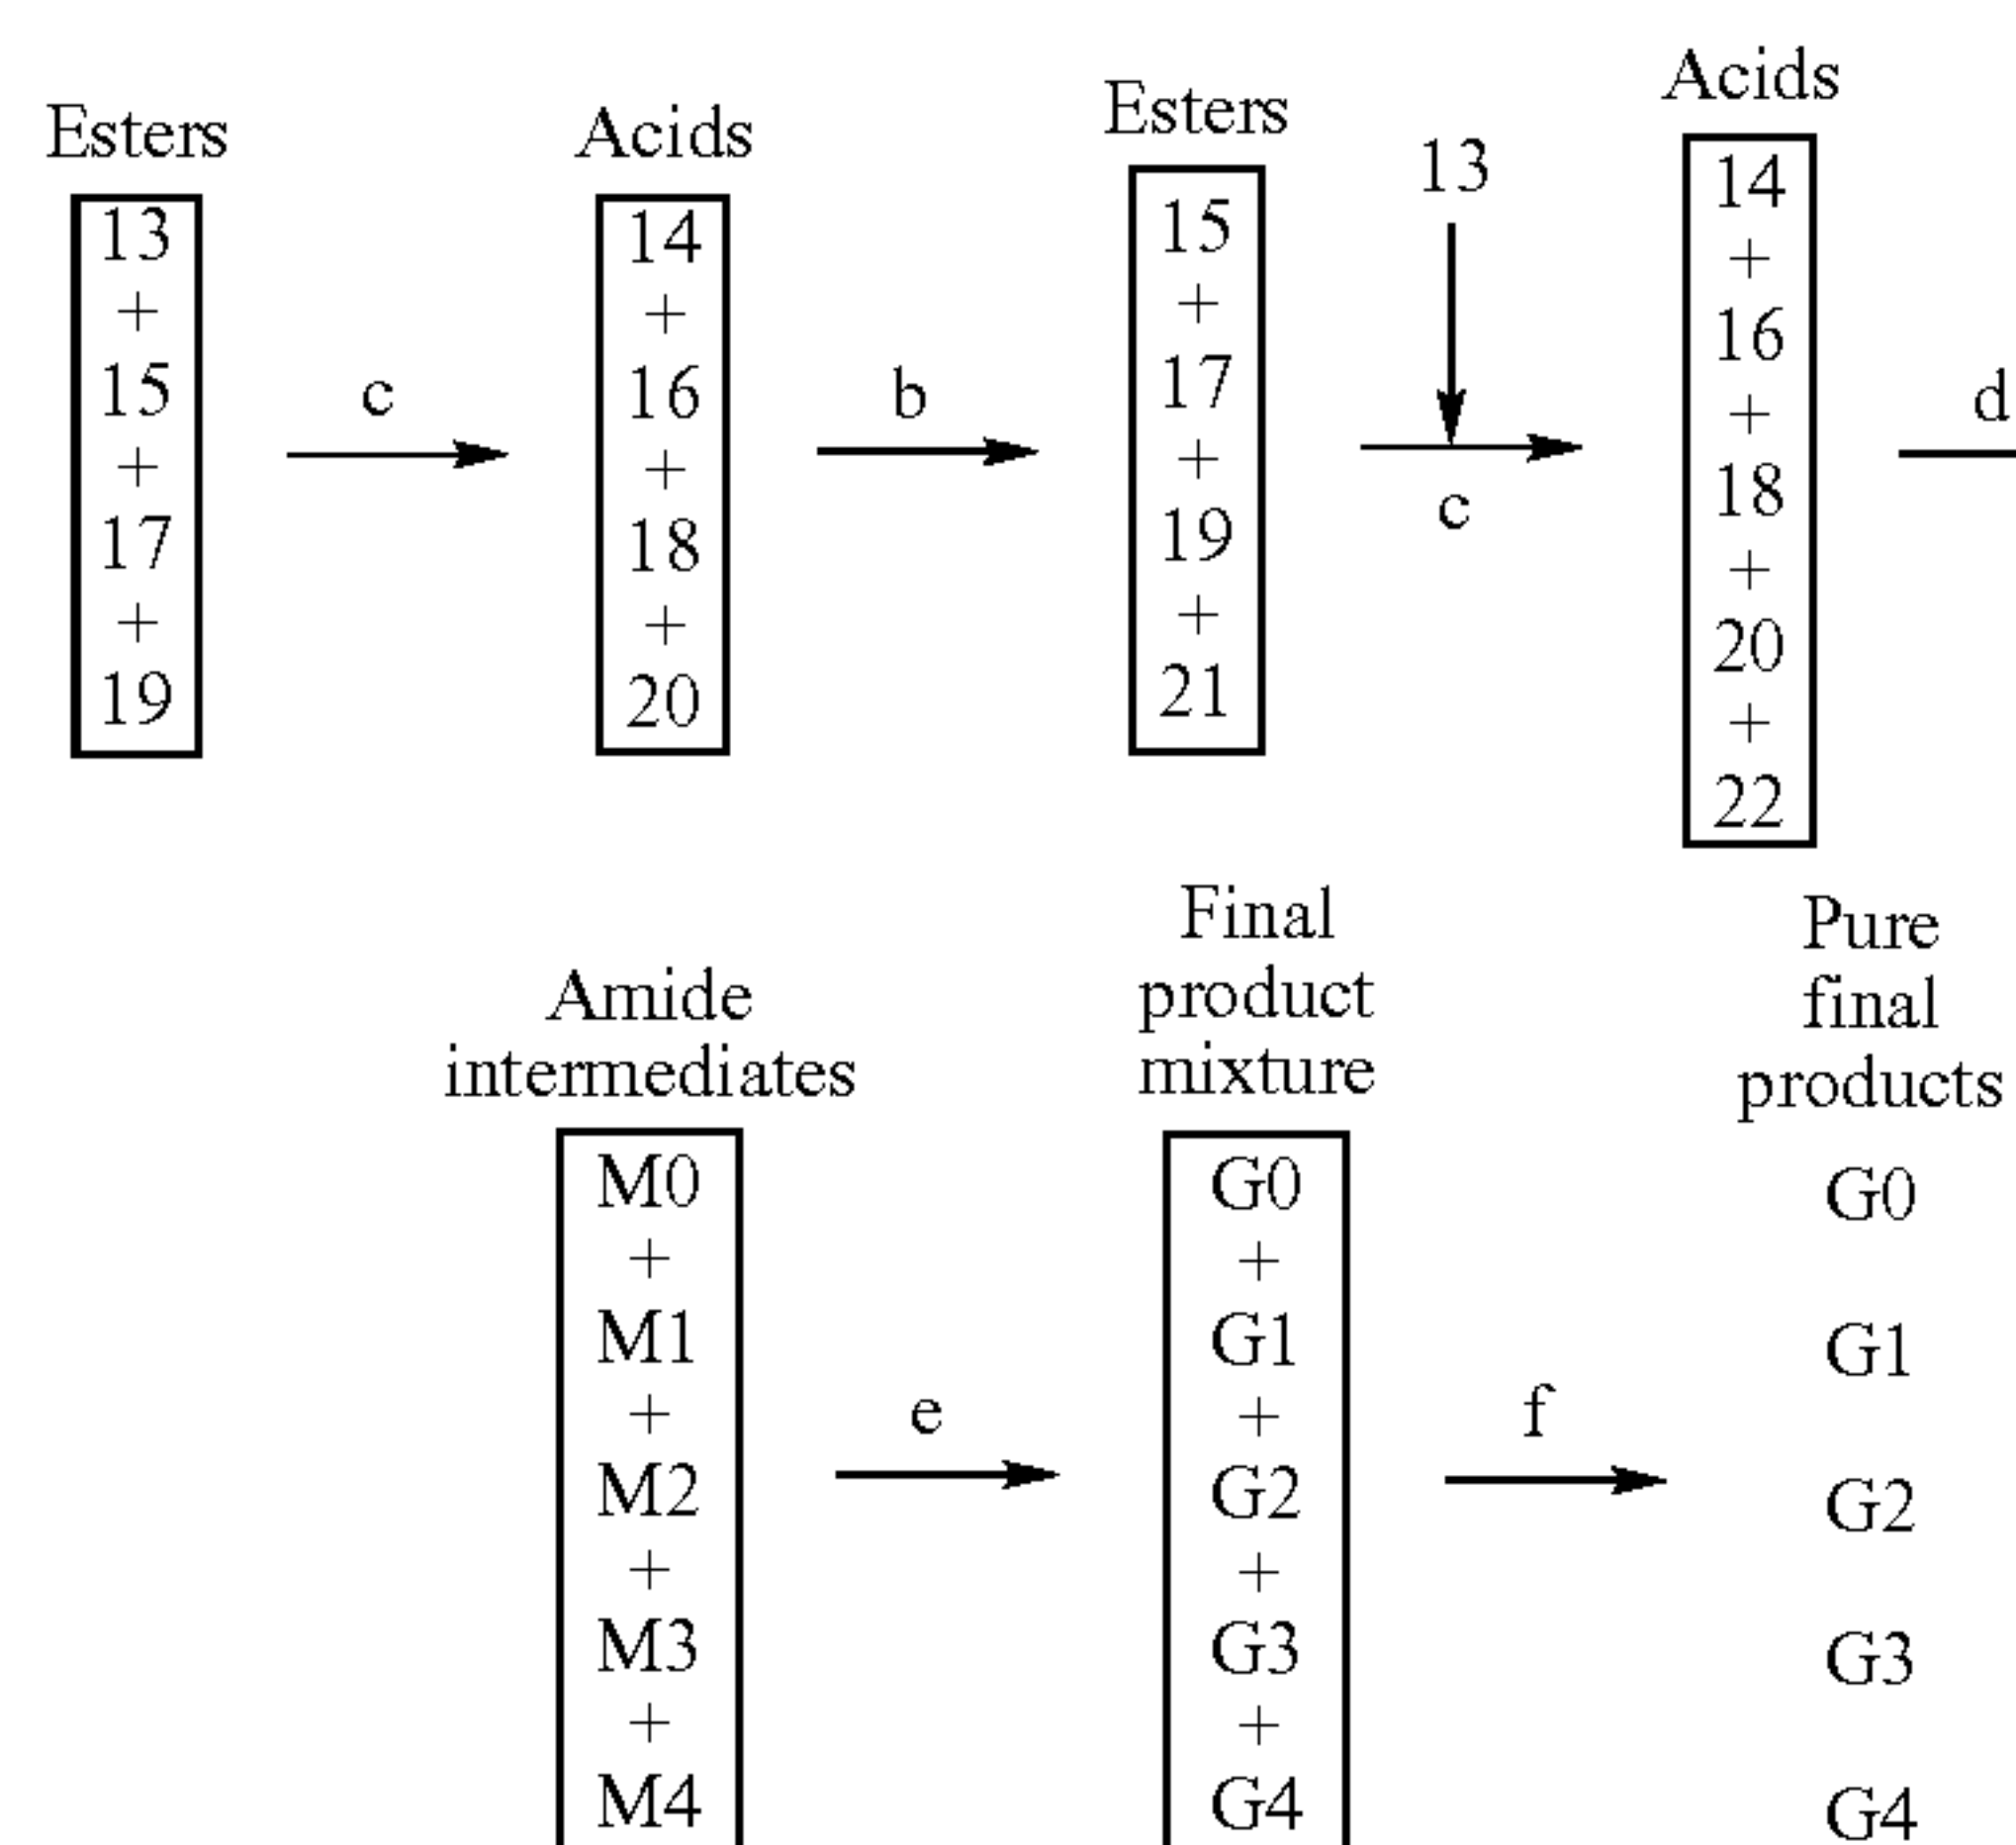 Esters
13
+
15
+
17
+
19
c
Acids
14
+
16
+
18
+
20
b
Esters
15
+
17
+
19
+
21
13
c
Acids
14
+
16
+
18
+
20
+
22
d
Amide
intermediates
M0
+
M1
+
M2
+
M3
+
M4
e
Final
product
mixture
G0
+
G1
+
G2
+
G3
+
G4
f
Pure
final
products
G0
G1
G2
G3
G4